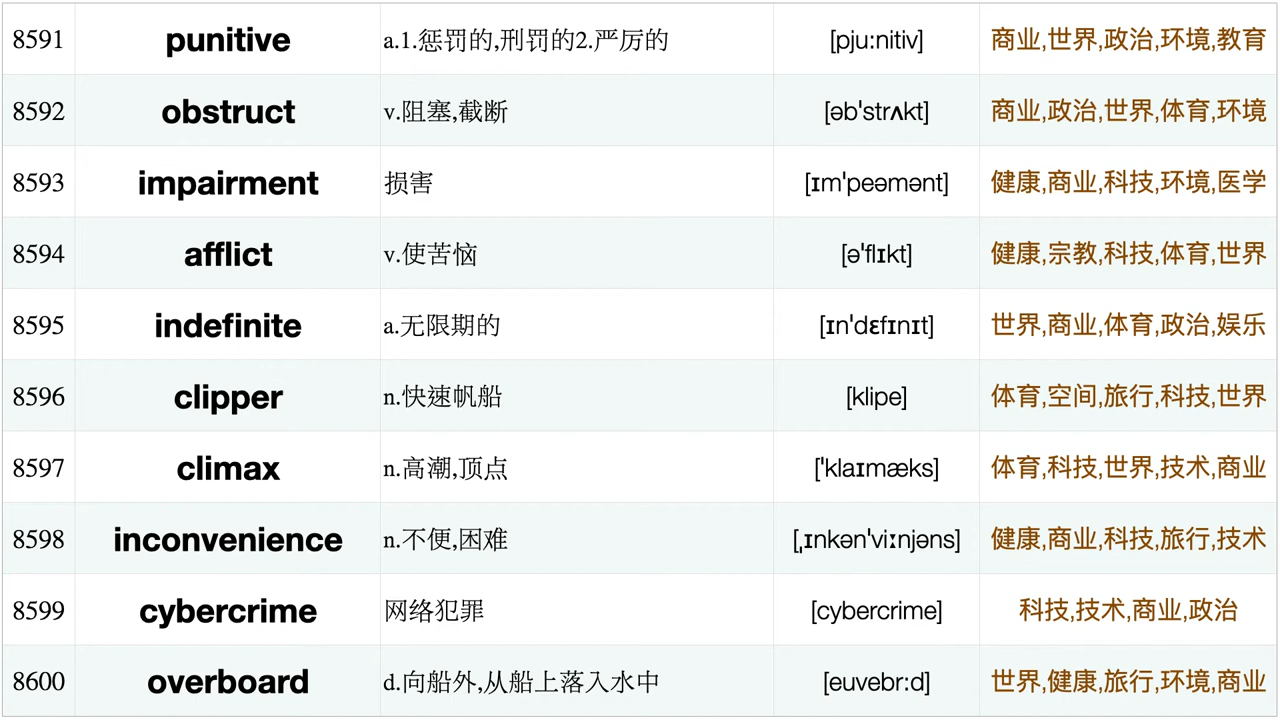 8591 punitive a.1.惩罚的,刑罚的2.严厉的 [pju:nitiv] 商业,世界,政治,环境,教育
8592 obstruct v.阻塞,截断 [əb'strʌkt] 商业,政治,世界,体育,环境
8593 impairment 损害 [ɪm'peəmənt] 健康,商业,科技,环境,医学
8594 afflict v.使苦恼 [ə'flɪkt] 健康,宗教,科技,体育,世界
8595 indefinite a.无限期的 [ɪn'dɛfɪnɪt] 世界,商业,体育,政治,娱乐
8596 clipper n.快速帆船 [klipe] 体育,空间,旅行,科技,世界
8597 climax n.高潮,顶点 ['klaɪmæks] 体育,科技,世界,技术,商业
8598 inconvenience n.不便,困难 [ˌɪnkən'viːnjəns] 健康,商业,科技,旅行,技术
8599 cybercrime 网络犯罪 [cybercrime] 科技,技术,商业,政治
8600 overboard d.向船外,从船上落入水中 [euvebr:d] 世界,健康,旅行,环境,商业